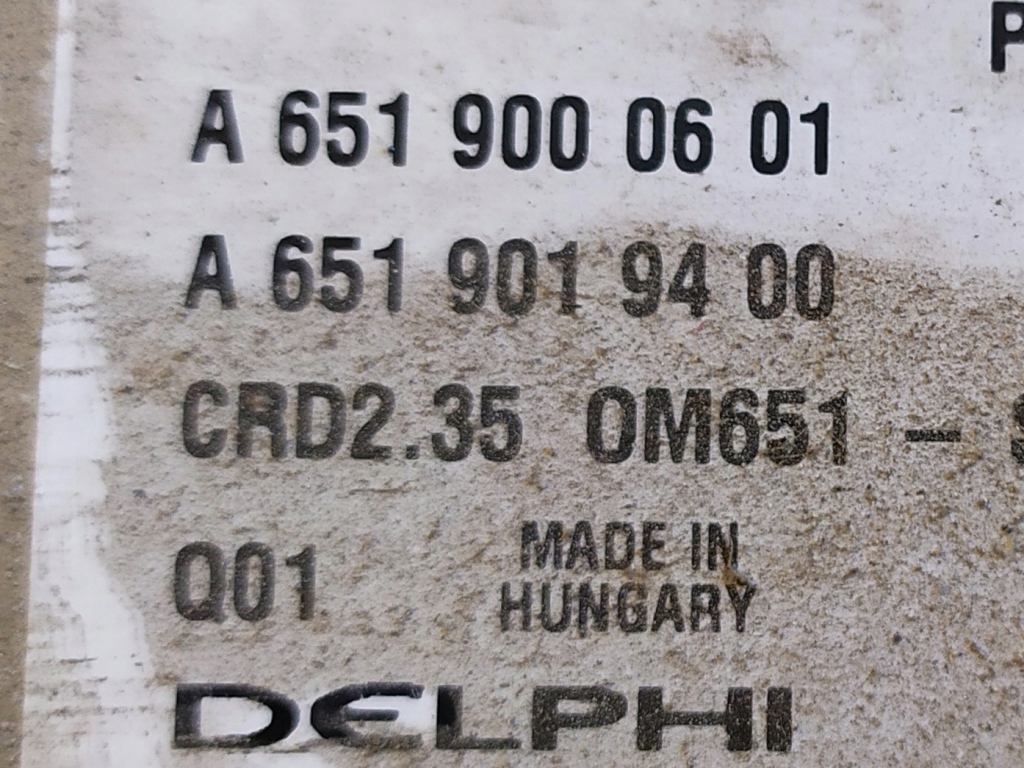 P
A 651 900 06 01
A 651 901 94 00
CRD2.35 OM651 - S
Q01 MADE IN
HUNGARY
DELPHI